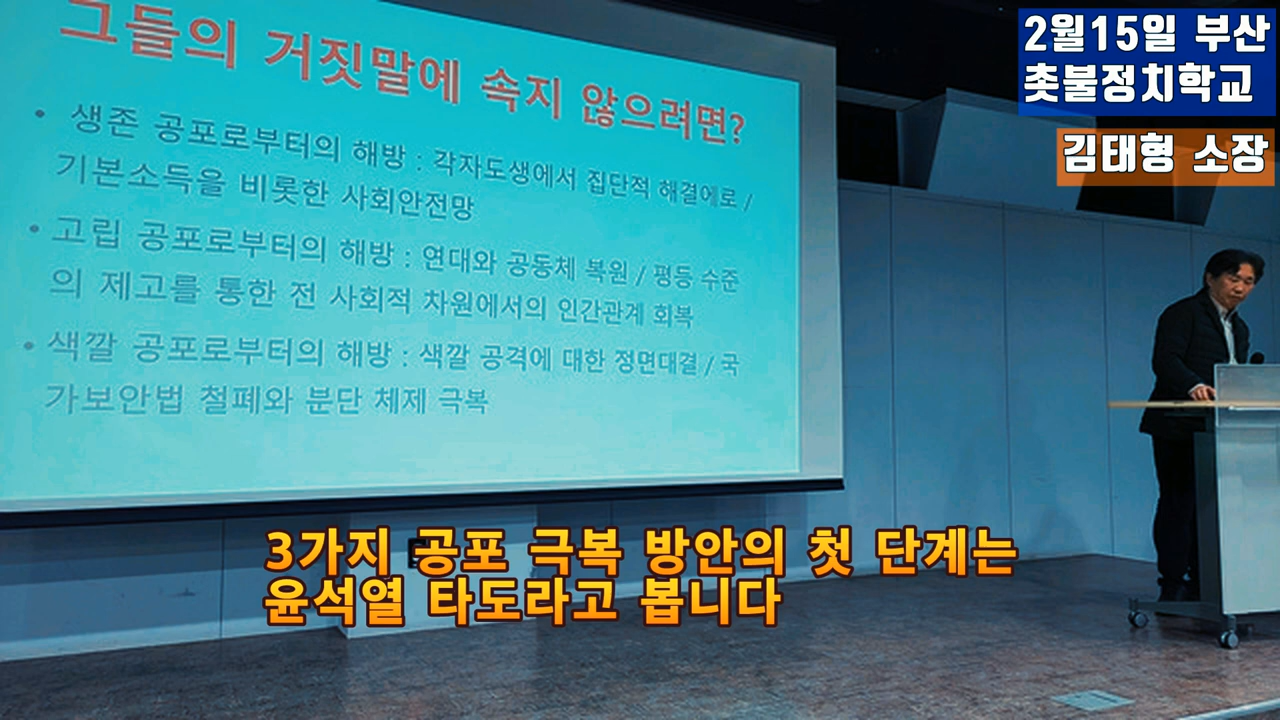 그들의 거짓말에 속지 않으려면?
• 생존 공포로부터의 해방 : 각자도생에서 집단적 해결에로 /
기본소득을 비롯한 사회안전망
• 고립 공포로부터의 해방 : 연대와 공동체 복원 / 평등 수준
의 제고를 통한 전 사회적 차원에서의 인간관계 회복
• 색깔 공포로부터의 해방 : 색깔 공격에 대한 정면대결 / 국
가보안법 철폐와 분단 체제 극복
2월15일 부산
촛불정치학교
김태형 소장
3가지 공포 극복 방안의 첫 단계는
윤석열 타도라고 봅니다